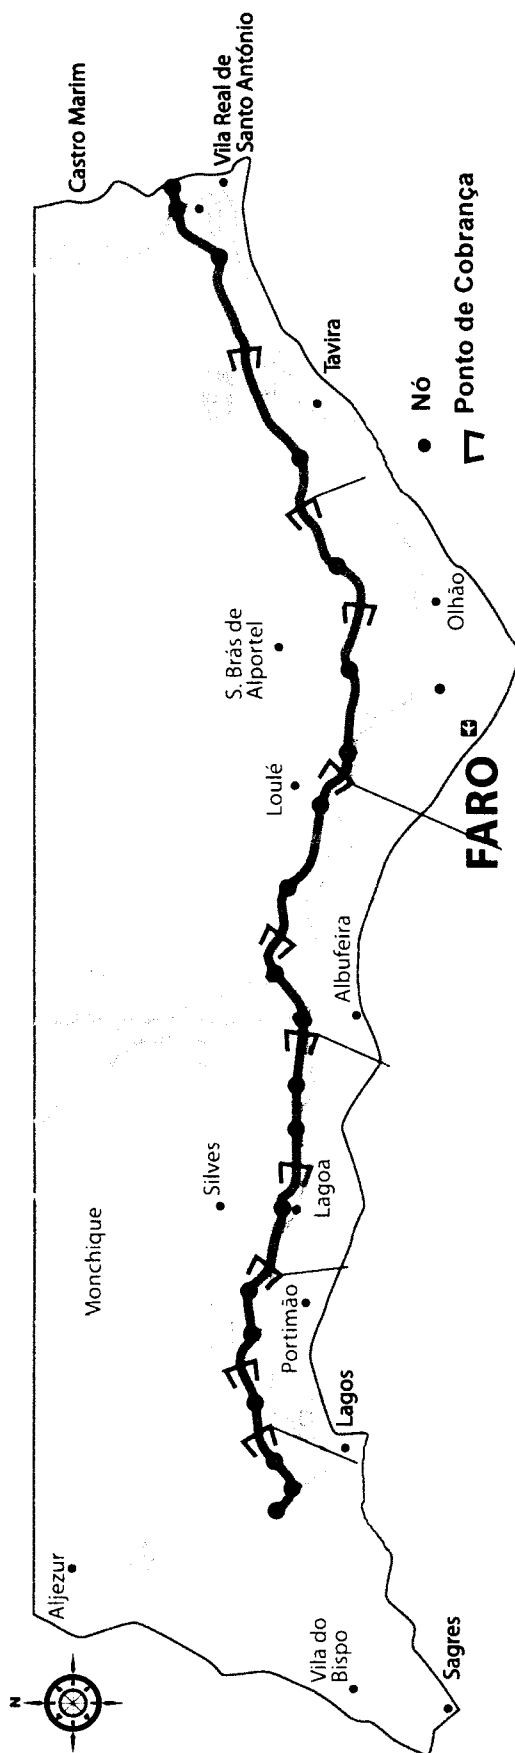 N
Aljezur
Vila do
Bispo
Sagres
Lagos
Portimão
Monchique
Silves
Lagoa
Albufeira
Loulé
FARO
S. Brás de
Alportel
Olhão
Tavira
Castro Marim
Vila Real de
Santo António
Nó
Ponto de Cobrança